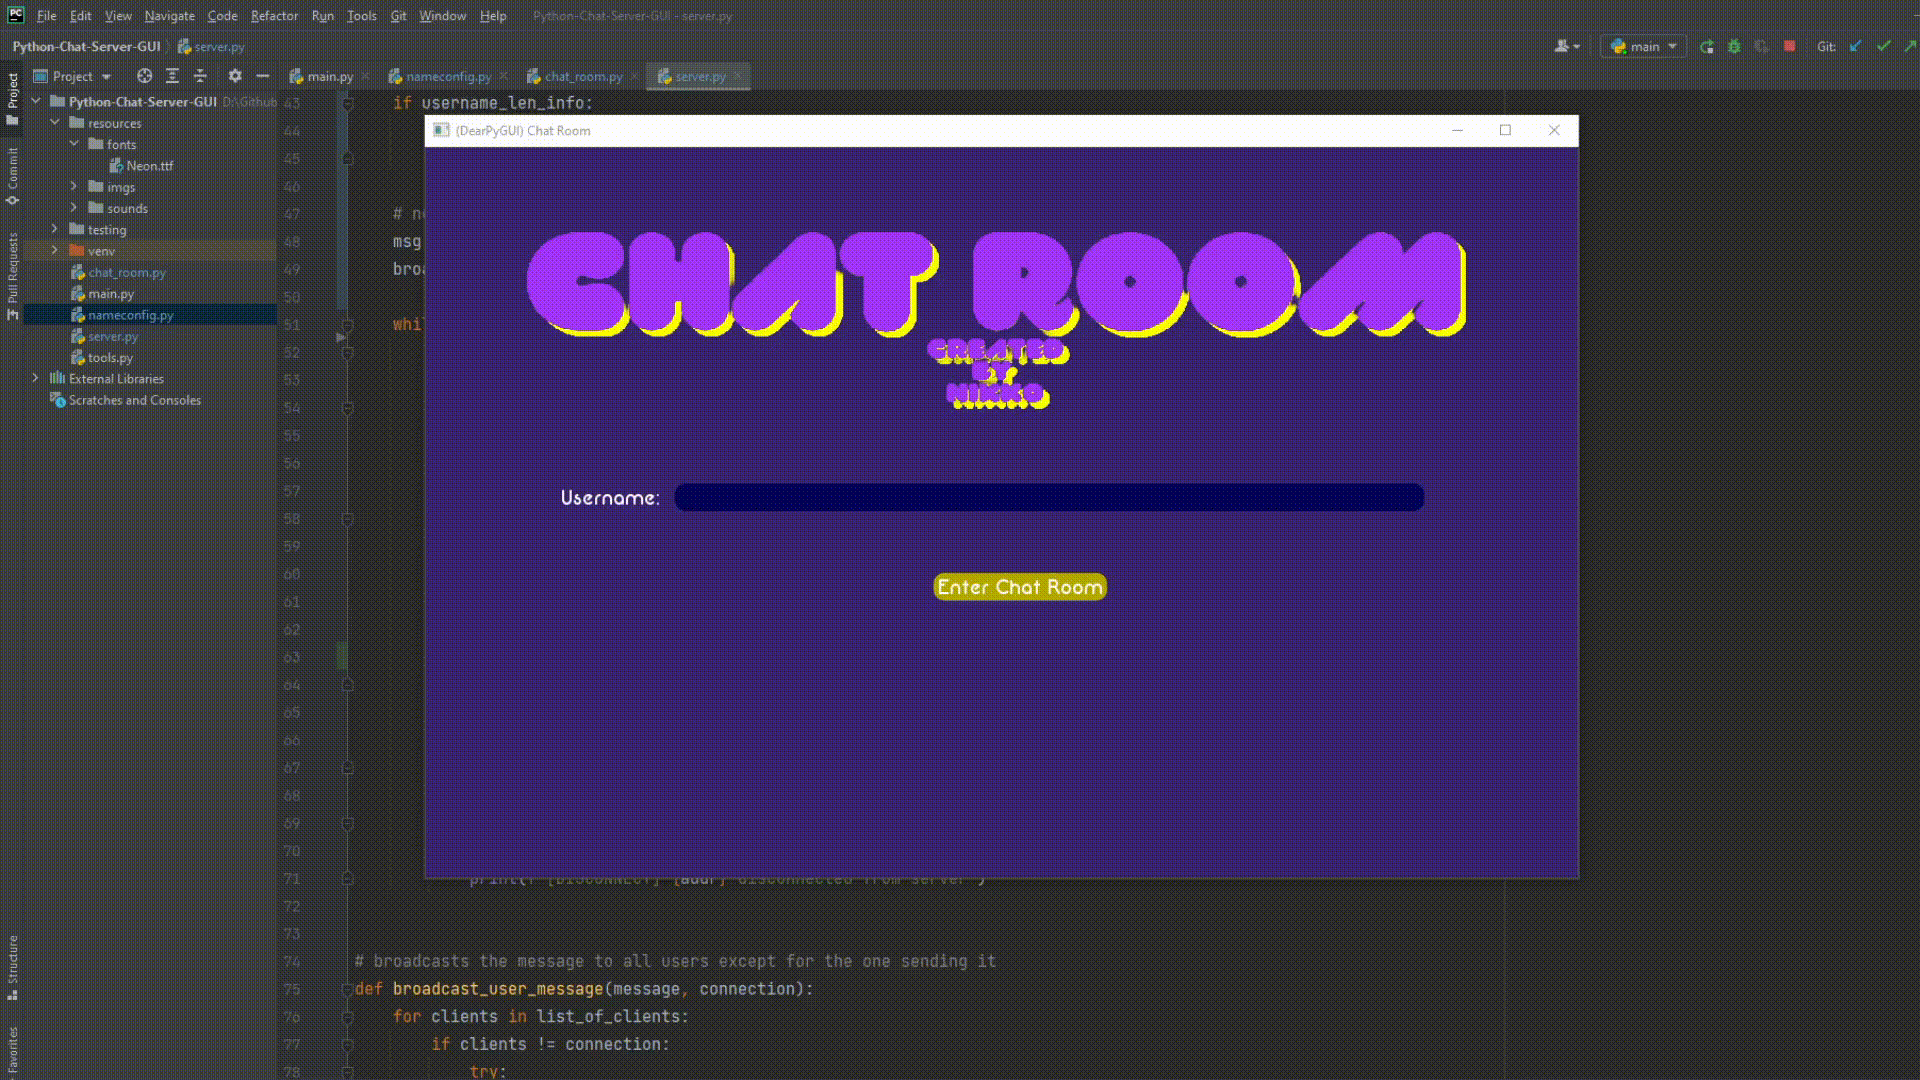 PC File Edit View Navigate Code Refactor Run Tools Git Window Help Python-Chat-Server-GUI - server.py
Python-Chat-Server-GUI server.py main Git:
Project main.py nameconfig.py chat_room.py server.py
Project
Commit
Pull Requests
Structure
Favorites
Python-Chat-Server-GUI D:\Github
resources
fonts
Neon.ttf
imgs
sounds
testing
venv
chat_room.py
main.py
nameconfig.py
server.py
tools.py
External Libraries
Scratches and Consoles
43 if username_len_info:
44
45
46
47 #
48 msg
49
50
51
52
53
54
55
56
57
58
59
60
61
62
63
64
65
66
67
68
69
70
71
72
73
74 # broadcasts the message to all users except for the one sending it
75 def broadcast_user_message(message, connection):
76 for clients in list_of_clients:
77 if clients != connection:
78 try:
(DearPyGUI) Chat Room
CHAT ROOM
CREATED
BY
NIKKO
Username:
Enter Chat Room